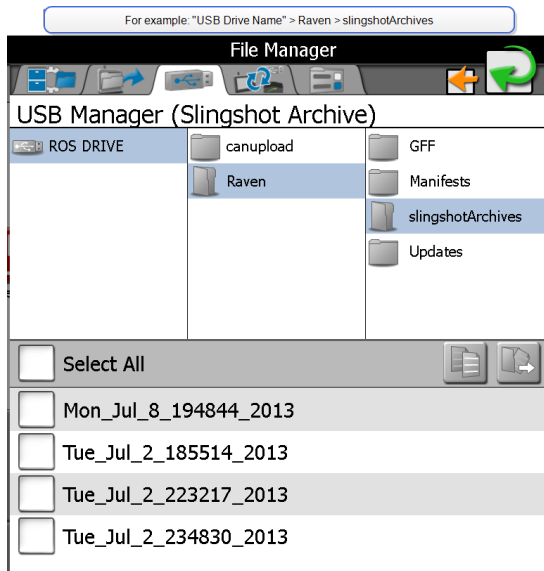 For example: "USB Drive Name" > Raven > slingshotArchives
File Manager
USB Manager (Slingshot Archive)
ROS DRIVE
canupload
Raven
GFF
Manifests
slingshotArchives
Updates
Select All
Mon_Jul_8_194844_2013
Tue_Jul_2_185514_2013
Tue_Jul_2_223217_2013
Tue_Jul_2_234830_2013